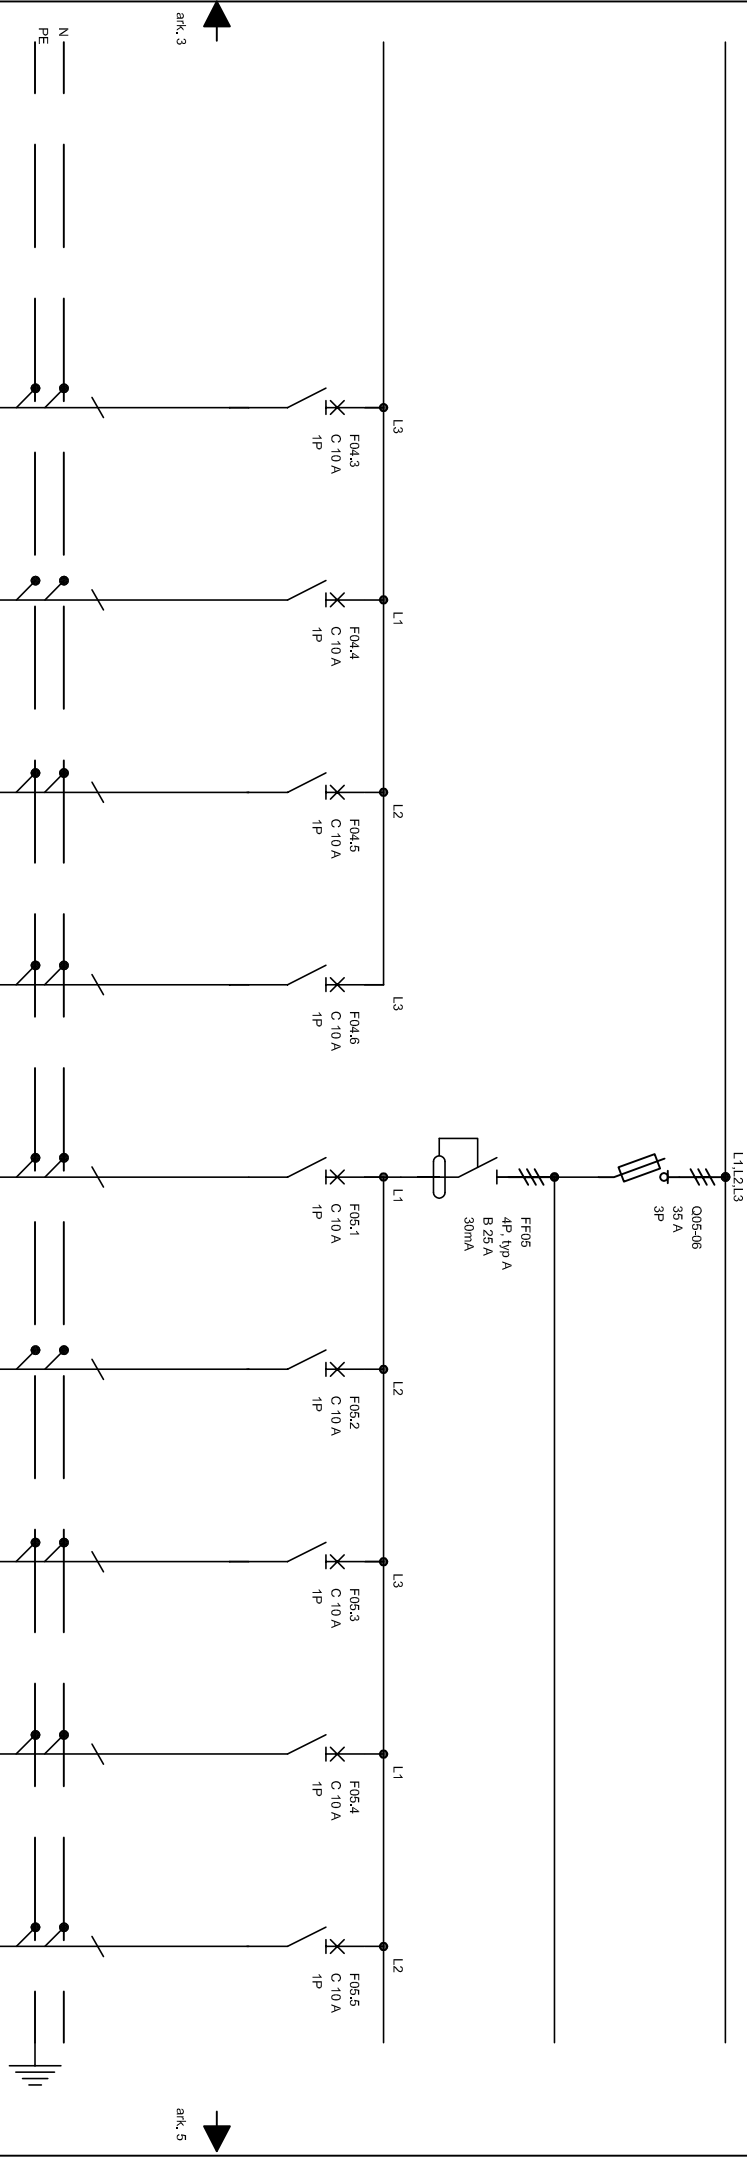 L1,L2,L3
Q05-06
35 A
3P
FF05
4P, typ A
B 25 A
30mA
L3
F04.3
C 10 A
1P
L1
F04.4
C 10 A
1P
L2
F04.5
C 10 A
1P
L3
F04.6
C 10 A
1P
L1
F05.1
C 10 A
1P
L2
F05.2
C 10 A
1P
L3
F05.3
C 10 A
1P
L1
F05.4
C 10 A
1P
L2
F05.5
C 10 A
1P
ark. 3
ark. 5
N
PE